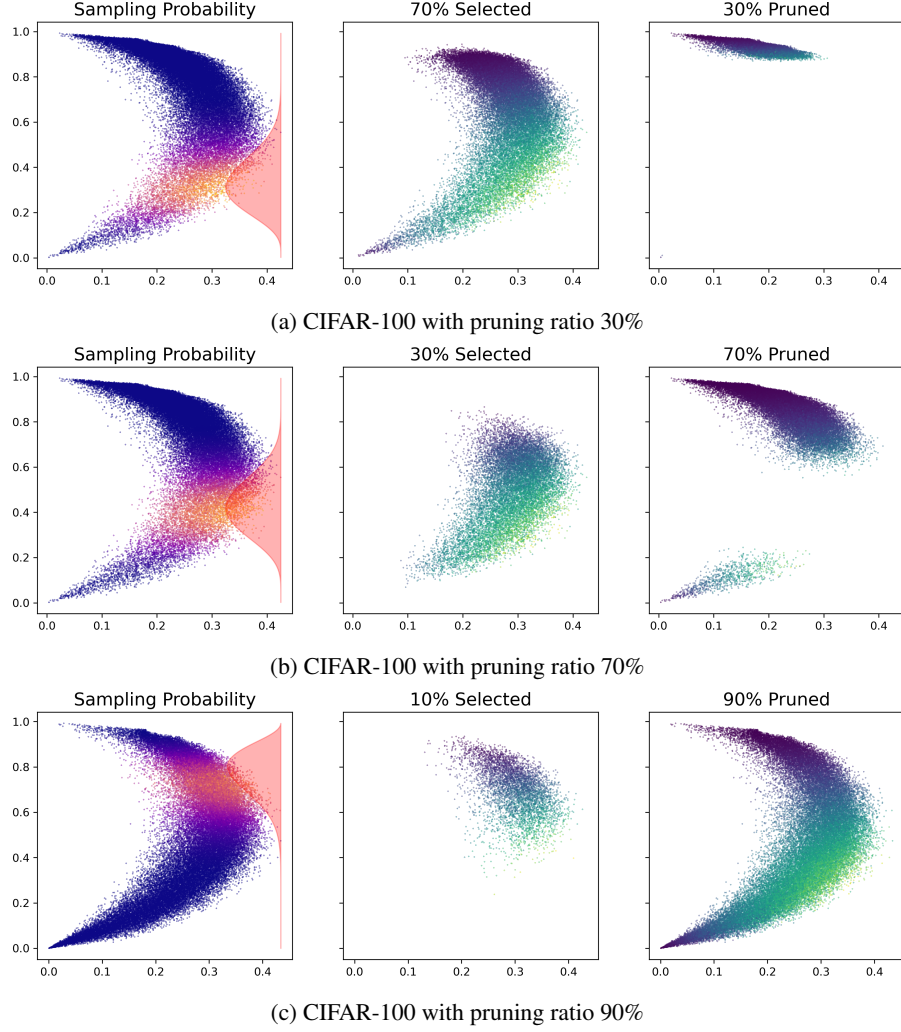 Sampling Probability 70% Selected 30% Pruned
1.0
0.8
0.6
0.4
0.2
0.0
0.0 0.1 0.2 0.3 0.4 0.0 0.1 0.2 0.3 0.4 0.0 0.1 0.2 0.3 0.4
(a) CIFAR-100 with pruning ratio 30%
Sampling Probability 30% Selected 70% Pruned
1.0
0.8
0.6
0.4
0.2
0.0
0.0 0.1 0.2 0.3 0.4 0.0 0.1 0.2 0.3 0.4 0.0 0.1 0.2 0.3 0.4
(b) CIFAR-100 with pruning ratio 70%
Sampling Probability 10% Selected 90% Pruned
1.0
0.8
0.6
0.4
0.2
0.0
0.0 0.1 0.2 0.3 0.4 0.0 0.1 0.2 0.3 0.4 0.0 0.1 0.2 0.3 0.4
(c) CIFAR-100 with pruning ratio 90%